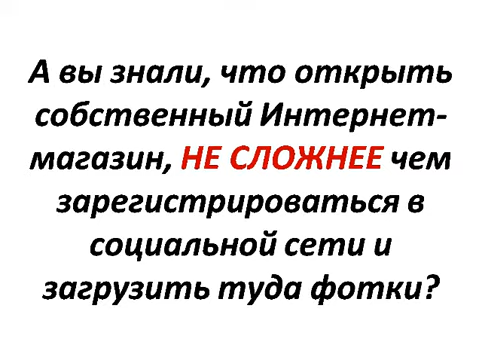 А вы знали, что открыть
собственный Интернет-
магазин, НЕ СЛОЖНЕЕ чем
зарегистрироваться в
социальной сети и
загрузить туда фотки?